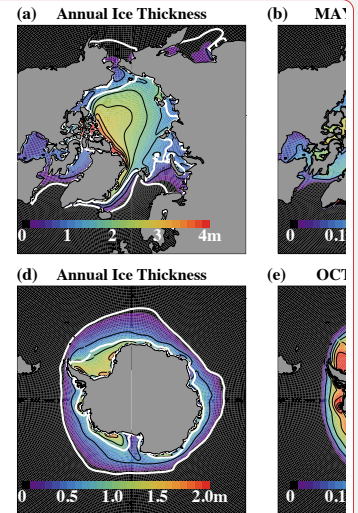 (a) Annual Ice Thickness
(b) MAY
0 1 2 3 4m
0 0.1
(d) Annual Ice Thickness
(e) OCT
0 0.5 1.0 1.5 2.0m
0 0.1